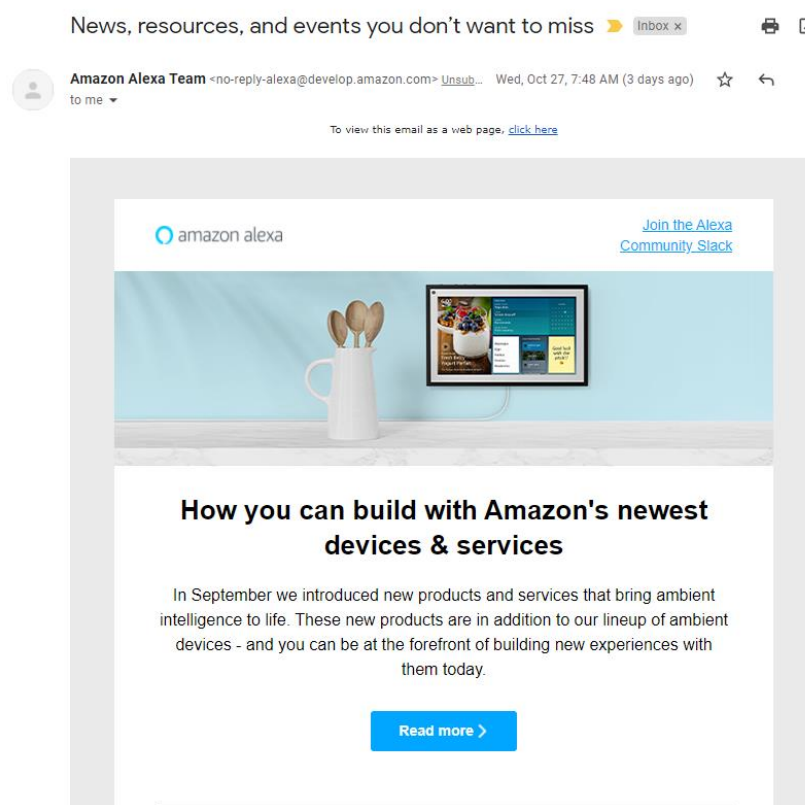 News, resources, and events you don’t want to miss Inbox ×
Amazon Alexa Team <no-reply-alexa@develop.amazon.com> Unsub... Wed, Oct 27, 7:48 AM (3 days ago)
to me
To view this email as a web page, click here
amazon alexa
Join the Alexa
Community Slack
How you can build with Amazon's newest
devices & services
In September we introduced new products and services that bring ambient
intelligence to life. These new products are in addition to our lineup of ambient
devices - and you can be at the forefront of building new experiences with
them today.
Read more